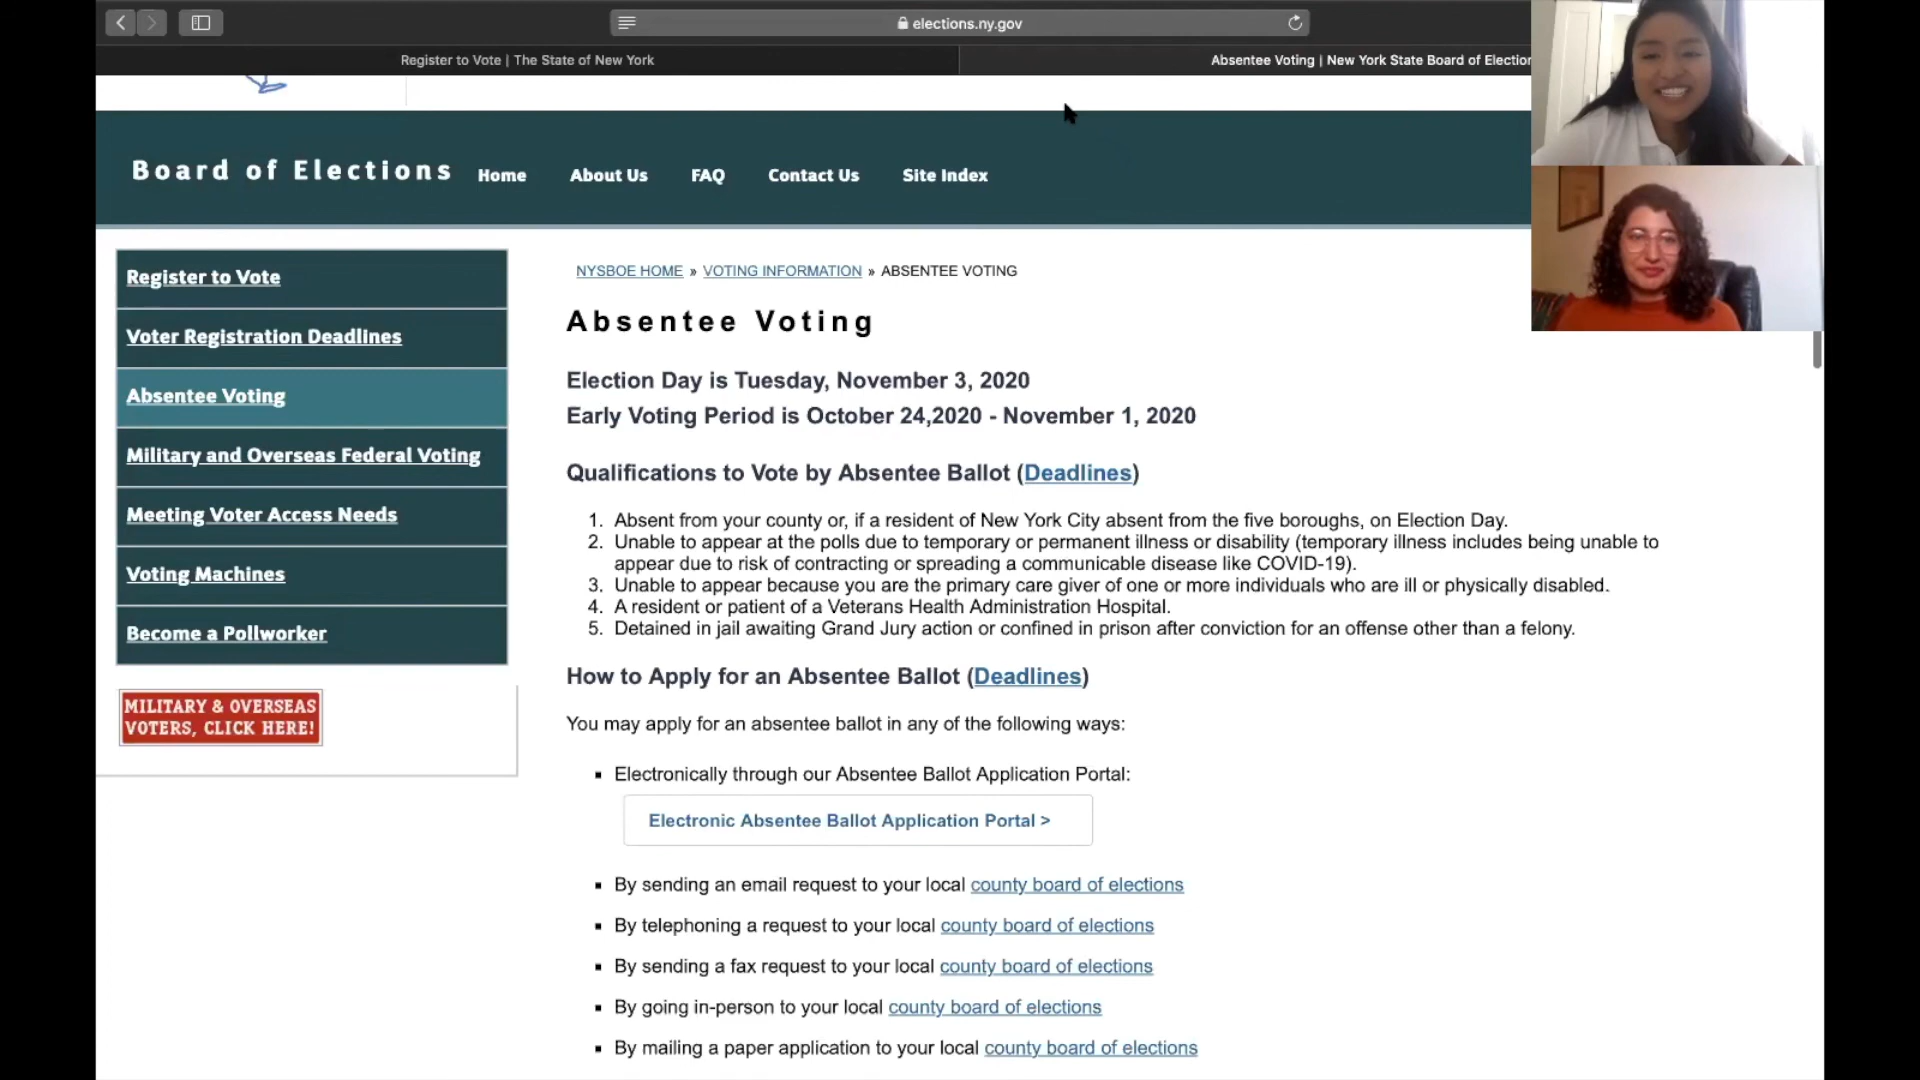 elections.ny.gov
Register to Vote | The State of New York
Absentee Voting | New York State Board of Election
Board of Elections
Home
About Us
FAQ
Contact Us
Site Index
Register to Vote
Voter Registration Deadlines
Absentee Voting
Military and Overseas Federal Voting
Meeting Voter Access Needs
Voting Machines
Become a Pollworker
MILITARY & OVERSEAS
VOTERS, CLICK HERE!
NYSBOE HOME » VOTING INFORMATION » ABSENTEE VOTING
Absentee Voting
Election Day is Tuesday, November 3, 2020
Early Voting Period is October 24,2020 - November 1, 2020
Qualifications to Vote by Absentee Ballot (Deadlines)
1. Absent from your county or, if a resident of New York City absent from the five boroughs, on Election Day.
2. Unable to appear at the polls due to temporary or permanent illness or disability (temporary illness includes being unable to
appear due to risk of contracting or spreading a communicable disease like COVID-19).
3. Unable to appear because you are the primary care giver of one or more individuals who are ill or physically disabled.
4. A resident or patient of a Veterans Health Administration Hospital.
5. Detained in jail awaiting Grand Jury action or confined in prison after conviction for an offense other than a felony.
How to Apply for an Absentee Ballot (Deadlines)
You may apply for an absentee ballot in any of the following ways:
▪ Electronically through our Absentee Ballot Application Portal:
Electronic Absentee Ballot Application Portal >
▪ By sending an email request to your local county board of elections
▪ By telephoning a request to your local county board of elections
▪ By sending a fax request to your local county board of elections
▪ By going in-person to your local county board of elections
▪ By mailing a paper application to your local county board of elections